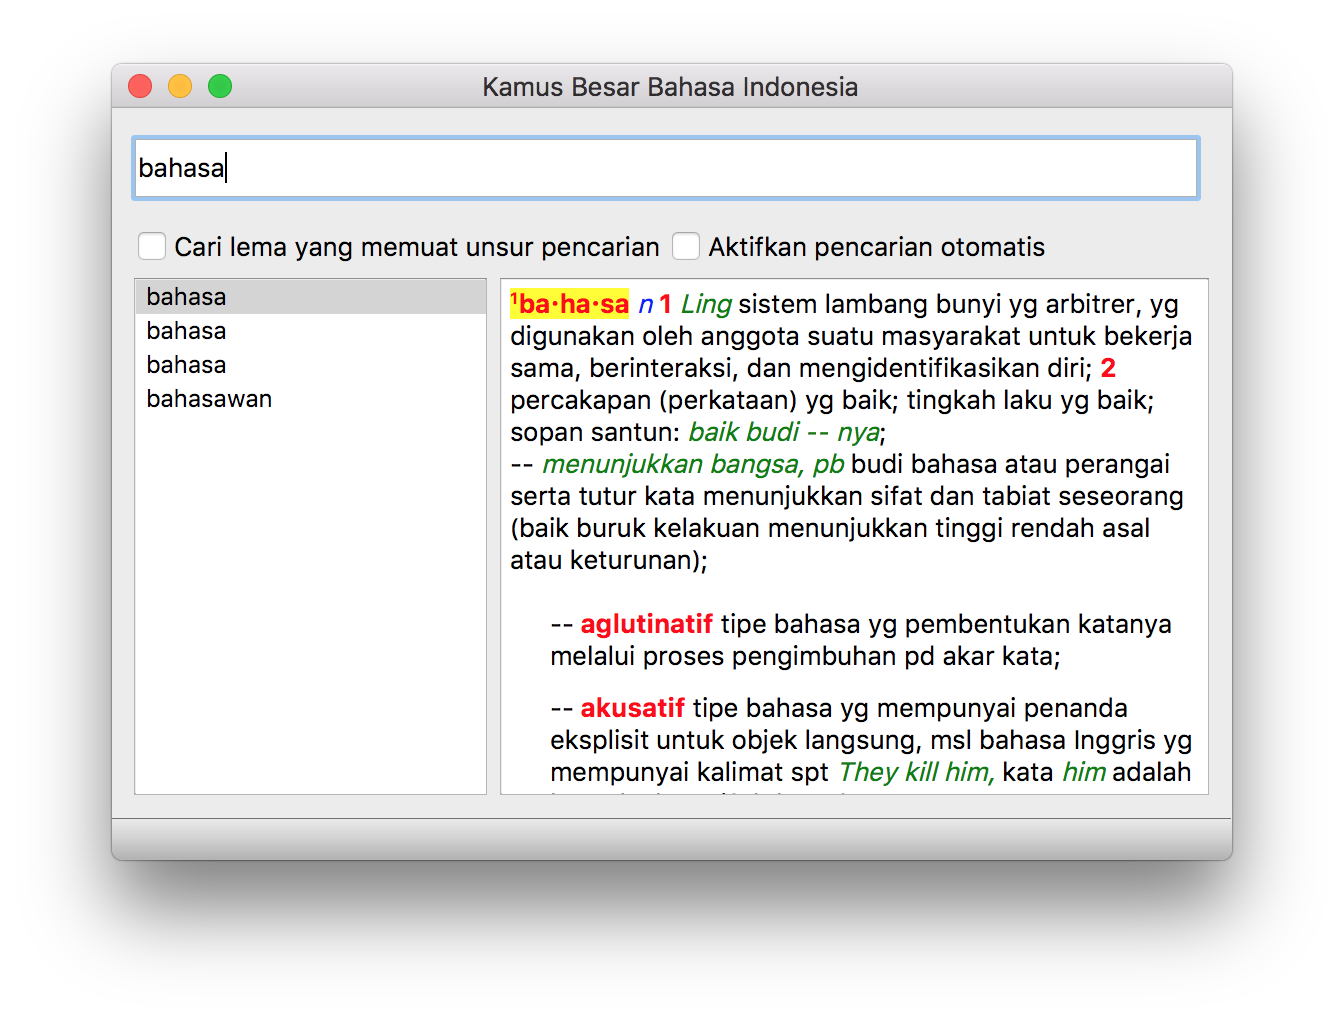 Kamus Besar Bahasa Indonesia
bahasa
Cari lema yang memuat unsur pencarian
Aktifkan pencarian otomatis
bahasa
bahasa
bahasa
bahasawan
¹ba·ha·sa n 1 Ling sistem lambang bunyi yg arbitrer, yg
digunakan oleh anggota suatu masyarakat untuk bekerja
sama, berinteraksi, dan mengidentifikasikan diri; 2
percakapan (perkataan) yg baik; tingkah laku yg baik;
sopan santun: baik budi -- nya;
-- menunjukkan bangsa, pb budi bahasa atau perangai
serta tutur kata menunjukkan sifat dan tabiat seseorang
(baik buruk kelakuan menunjukkan tinggi rendah asal
atau keturunan);
-- aglutinatif tipe bahasa yg pembentukan katanya
melalui proses pengimbuhan pd akar kata;
-- akusatif tipe bahasa yg mempunyai penanda
eksplisit untuk objek langsung, msl bahasa Inggris yg
mempunyai kalimat spt They kill him, kata him adalah